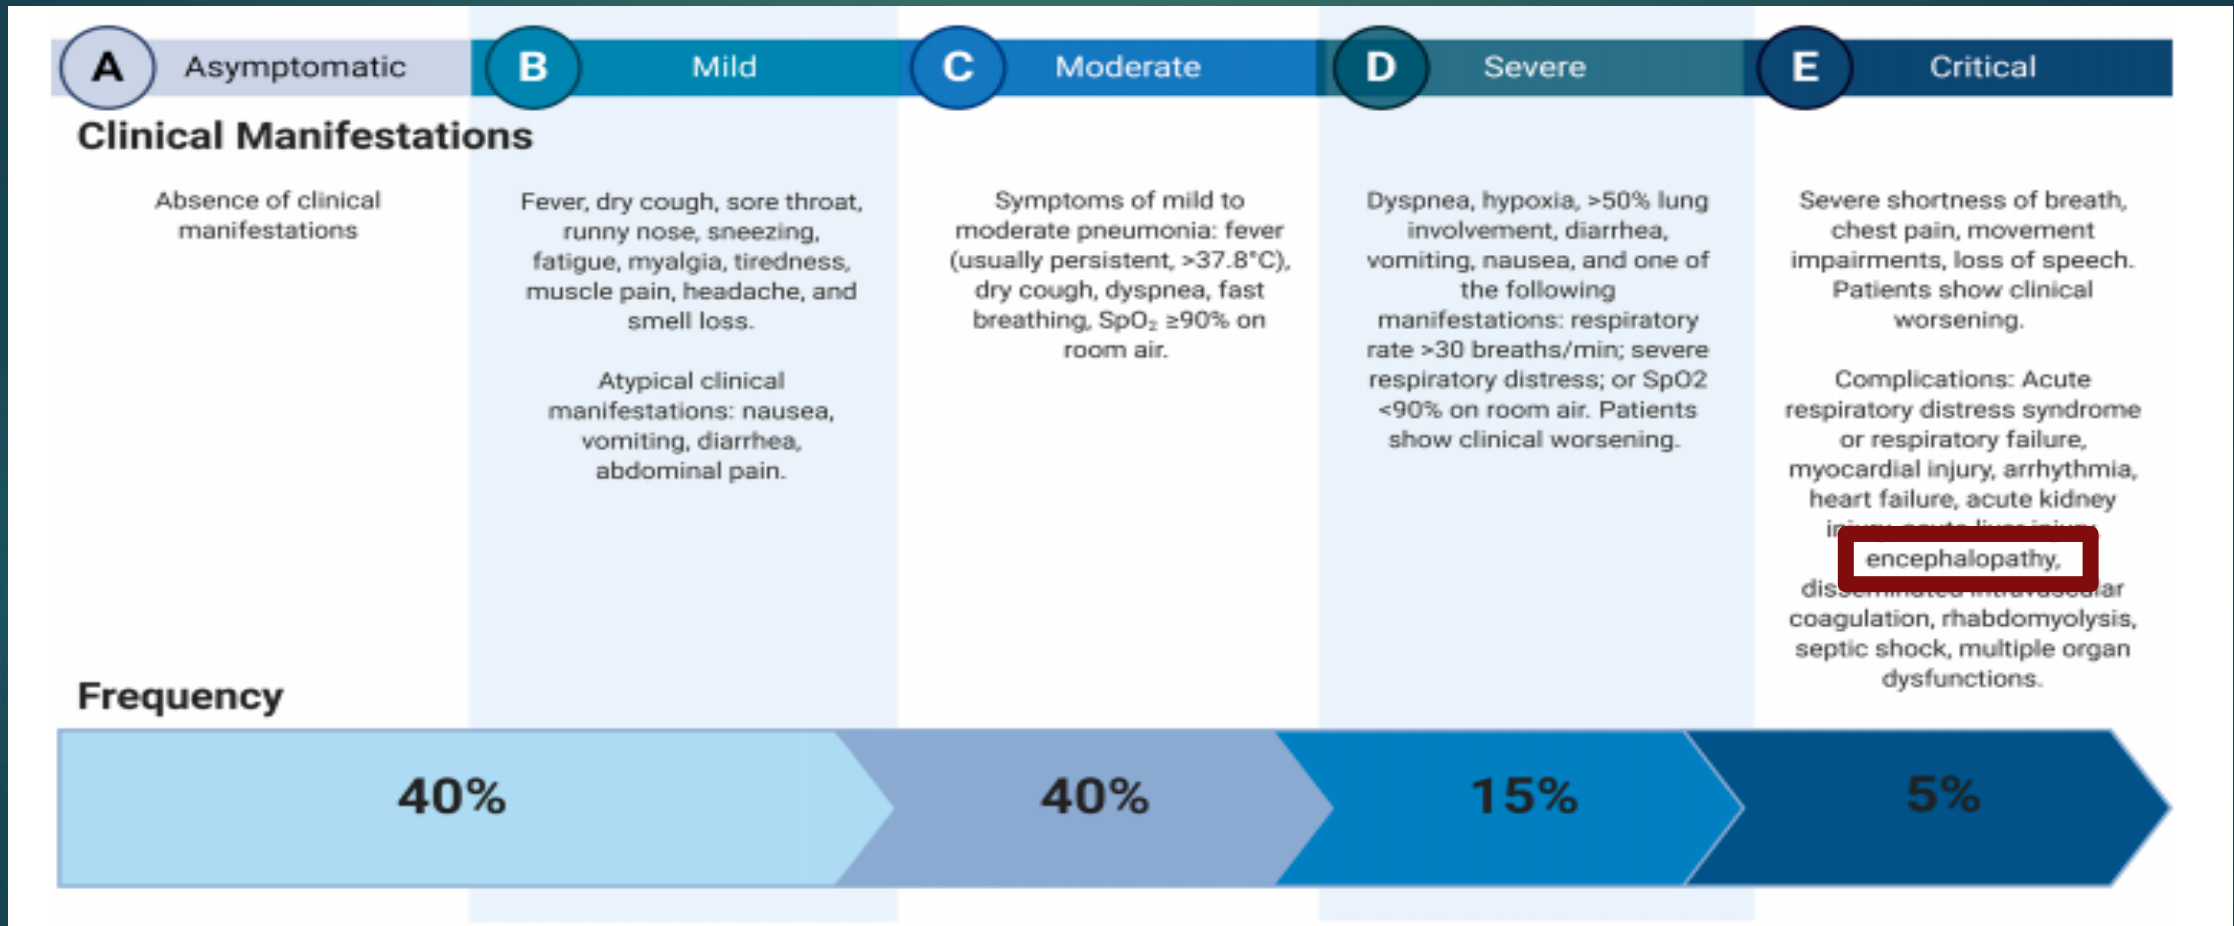 A Asymptomatic
B Mild
C Moderate
D Severe
E Critical
Clinical Manifestations
Absence of clinical
manifestations
Fever, dry cough, sore throat,
runny nose, sneezing,
fatigue, myalgia, tiredness,
muscle pain, headache, and
smell loss.
Atypical clinical
manifestations: nausea,
vomiting, diarrhea,
abdominal pain.
Symptoms of mild to
moderate pneumonia: fever
(usually persistent, >37.8°C),
dry cough, dyspnea, fast
breathing, SpO₂ ≥90% on
room air.
Dyspnea, hypoxia, >50% lung
involvement, diarrhea,
vomiting, nausea, and one of
the following
manifestations: respiratory
rate >30 breaths/min; severe
respiratory distress; or SpO2
<90% on room air. Patients
show clinical worsening.
Severe shortness of breath,
chest pain, movement
impairments, loss of speech.
Patients show clinical
worsening.
Complications: Acute
respiratory distress syndrome
or respiratory failure,
myocardial injury, arrhythmia,
heart failure, acute kidney
injury, acute liver injury,
encephalopathy,
disseminated intravascular
coagulation, rhabdomyolysis,
septic shock, multiple organ
dysfunctions.
Frequency
40%
40%
15%
5%